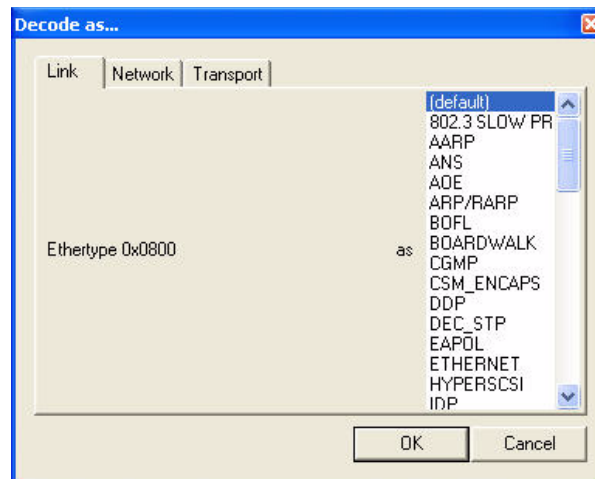 Decode as...
Link
Network
Transport
Ethertype 0x0800
as
(default)
802.3 SLOW PR
AARP
ANS
AOE
ARP/RARP
BOFL
BOARDWALK
CGMP
CSM_ENCAPS
DDP
DEC_STP
EAPOL
ETHERNET
HYPERSCSI
IDP
OK
Cancel